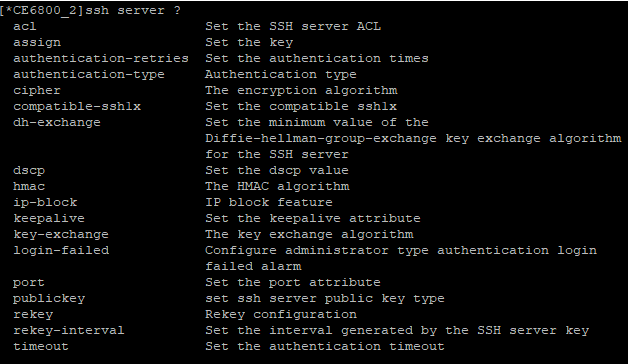 [*CE6800_2]ssh server ?
acl Set the SSH server ACL
assign Set the key
authentication-retries Set the authentication times
authentication-type Authentication type
cipher The encryption algorithm
compatible-sshlx Set the compatible sshlx
dh-exchange Set the minimum value of the
Diffie-hellman-group-exchange key exchange algorithm
for the SSH server
dscp Set the dscp value
hmac The HMAC algorithm
ip-block IP block feature
keepalive Set the keepalive attribute
key-exchange The key exchange algorithm
login-failed Configure administrator type authentication login
failed alarm
port Set the port attribute
publickey set ssh server public key type
rekey Rekey configuration
rekey-interval Set the interval generated by the SSH server key
timeout Set the authentication timeout